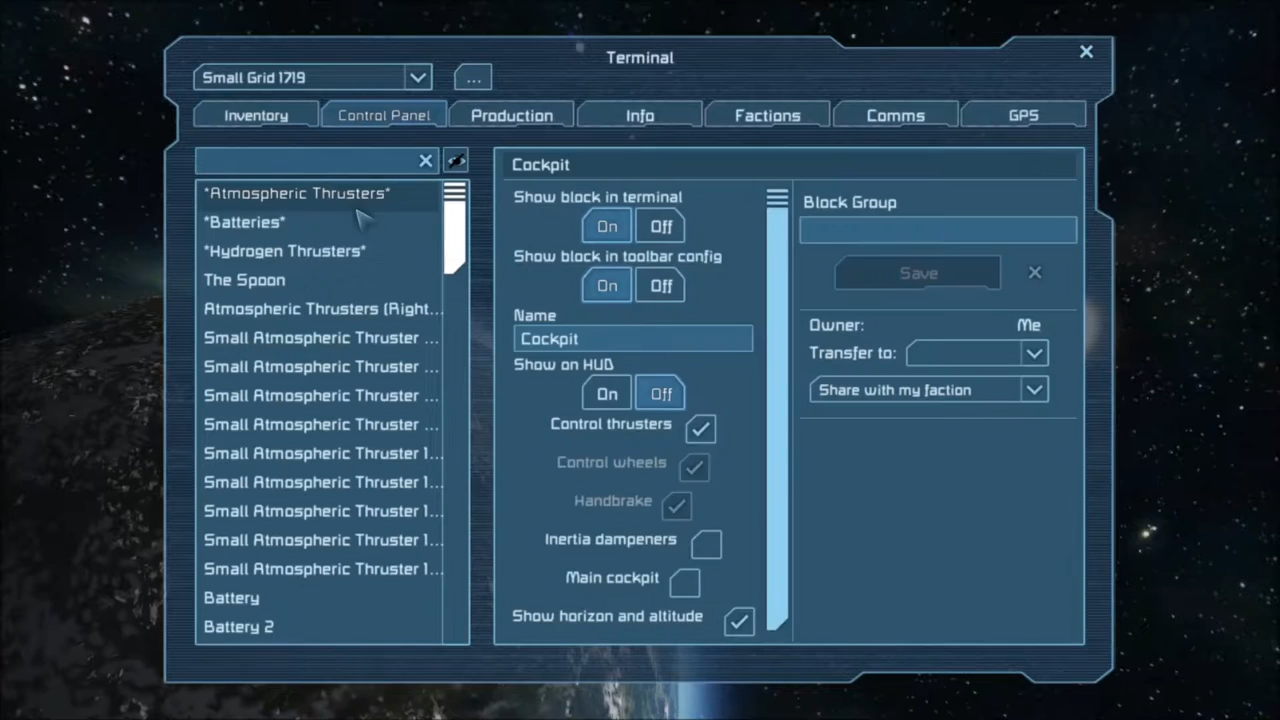 Terminal
Small Grid 1719
...
Inventory
Control Panel
Production
Info
Factions
Comms
GPS
*Atmospheric Thrusters*
*Batteries*
*Hydrogen Thrusters*
The Spoon
Atmospheric Thrusters (Right...
Small Atmospheric Thruster ...
Small Atmospheric Thruster ...
Small Atmospheric Thruster ...
Small Atmospheric Thruster ...
Small Atmospheric Thruster 1...
Small Atmospheric Thruster 1...
Small Atmospheric Thruster 1...
Small Atmospheric Thruster 1...
Small Atmospheric Thruster 1...
Battery
Battery 2
Cockpit
Show block in terminal
On Off
Show block in toolbar config
On Off
Name
Cockpit
Show on HUD
On Off
Control thrusters
Control wheels
Handbrake
Inertia dampeners
Main cockpit
Show horizon and altitude
Block Group
Save
Owner: Me
Transfer to:
Share with my faction